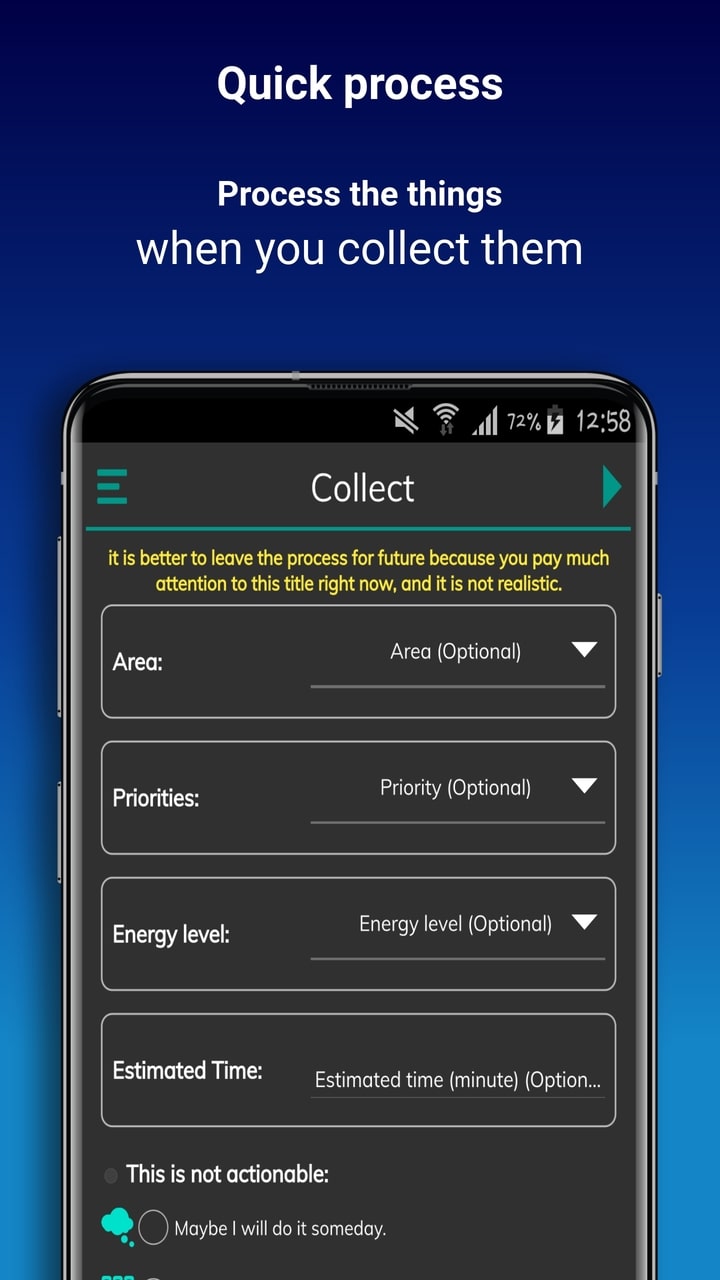 Quick process
Process the things
when you collect them
72% 12:58
Collect
it is better to leave the process for future because you pay much
attention to this title right now, and it is not realistic.
Area:
Area (Optional)
Priorities:
Priority (Optional)
Energy level:
Energy level (Optional)
Estimated Time:
Estimated time (minute) (Option...
This is not actionable:
Maybe I will do it someday.